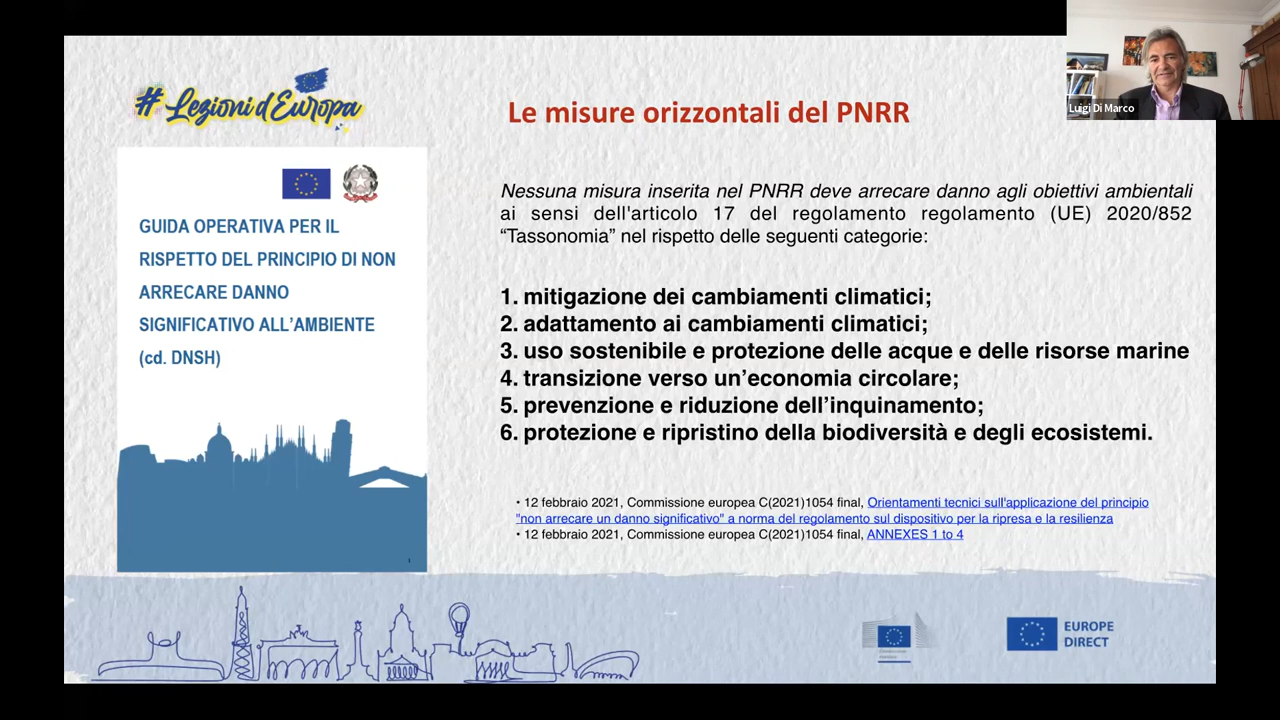 Luigi Di Marco
#Lezioni d'Europa
Le misure orizzontali del PNRR
GUIDA OPERATIVA PER IL
RISPETTO DEL PRINCIPIO DI NON
ARRECARE DANNO
SIGNIFICATIVO ALL'AMBIENTE
(cd. DNSH)
Nessuna misura inserita nel PNRR deve arrecare danno agli obiettivi ambientali
ai sensi dell'articolo 17 del regolamento regolamento (UE) 2020/852
“Tassonomia” nel rispetto delle seguenti categorie:
1. mitigazione dei cambiamenti climatici;
2. adattamento ai cambiamenti climatici;
3. uso sostenibile e protezione delle acque e delle risorse marine
4. transizione verso un’economia circolare;
5. prevenzione e riduzione dell’inquinamento;
6. protezione e ripristino della biodiversità e degli ecosistemi.
• 12 febbraio 2021, Commissione europea C(2021)1054 final, Orientamenti tecnici sull'applicazione del principio
"non arrecare un danno significativo" a norma del regolamento sul dispositivo per la ripresa e la resilienza
• 12 febbraio 2021, Commissione europea C(2021)1054 final, ANNEXES 1 to 4
EUROPE
DIRECT